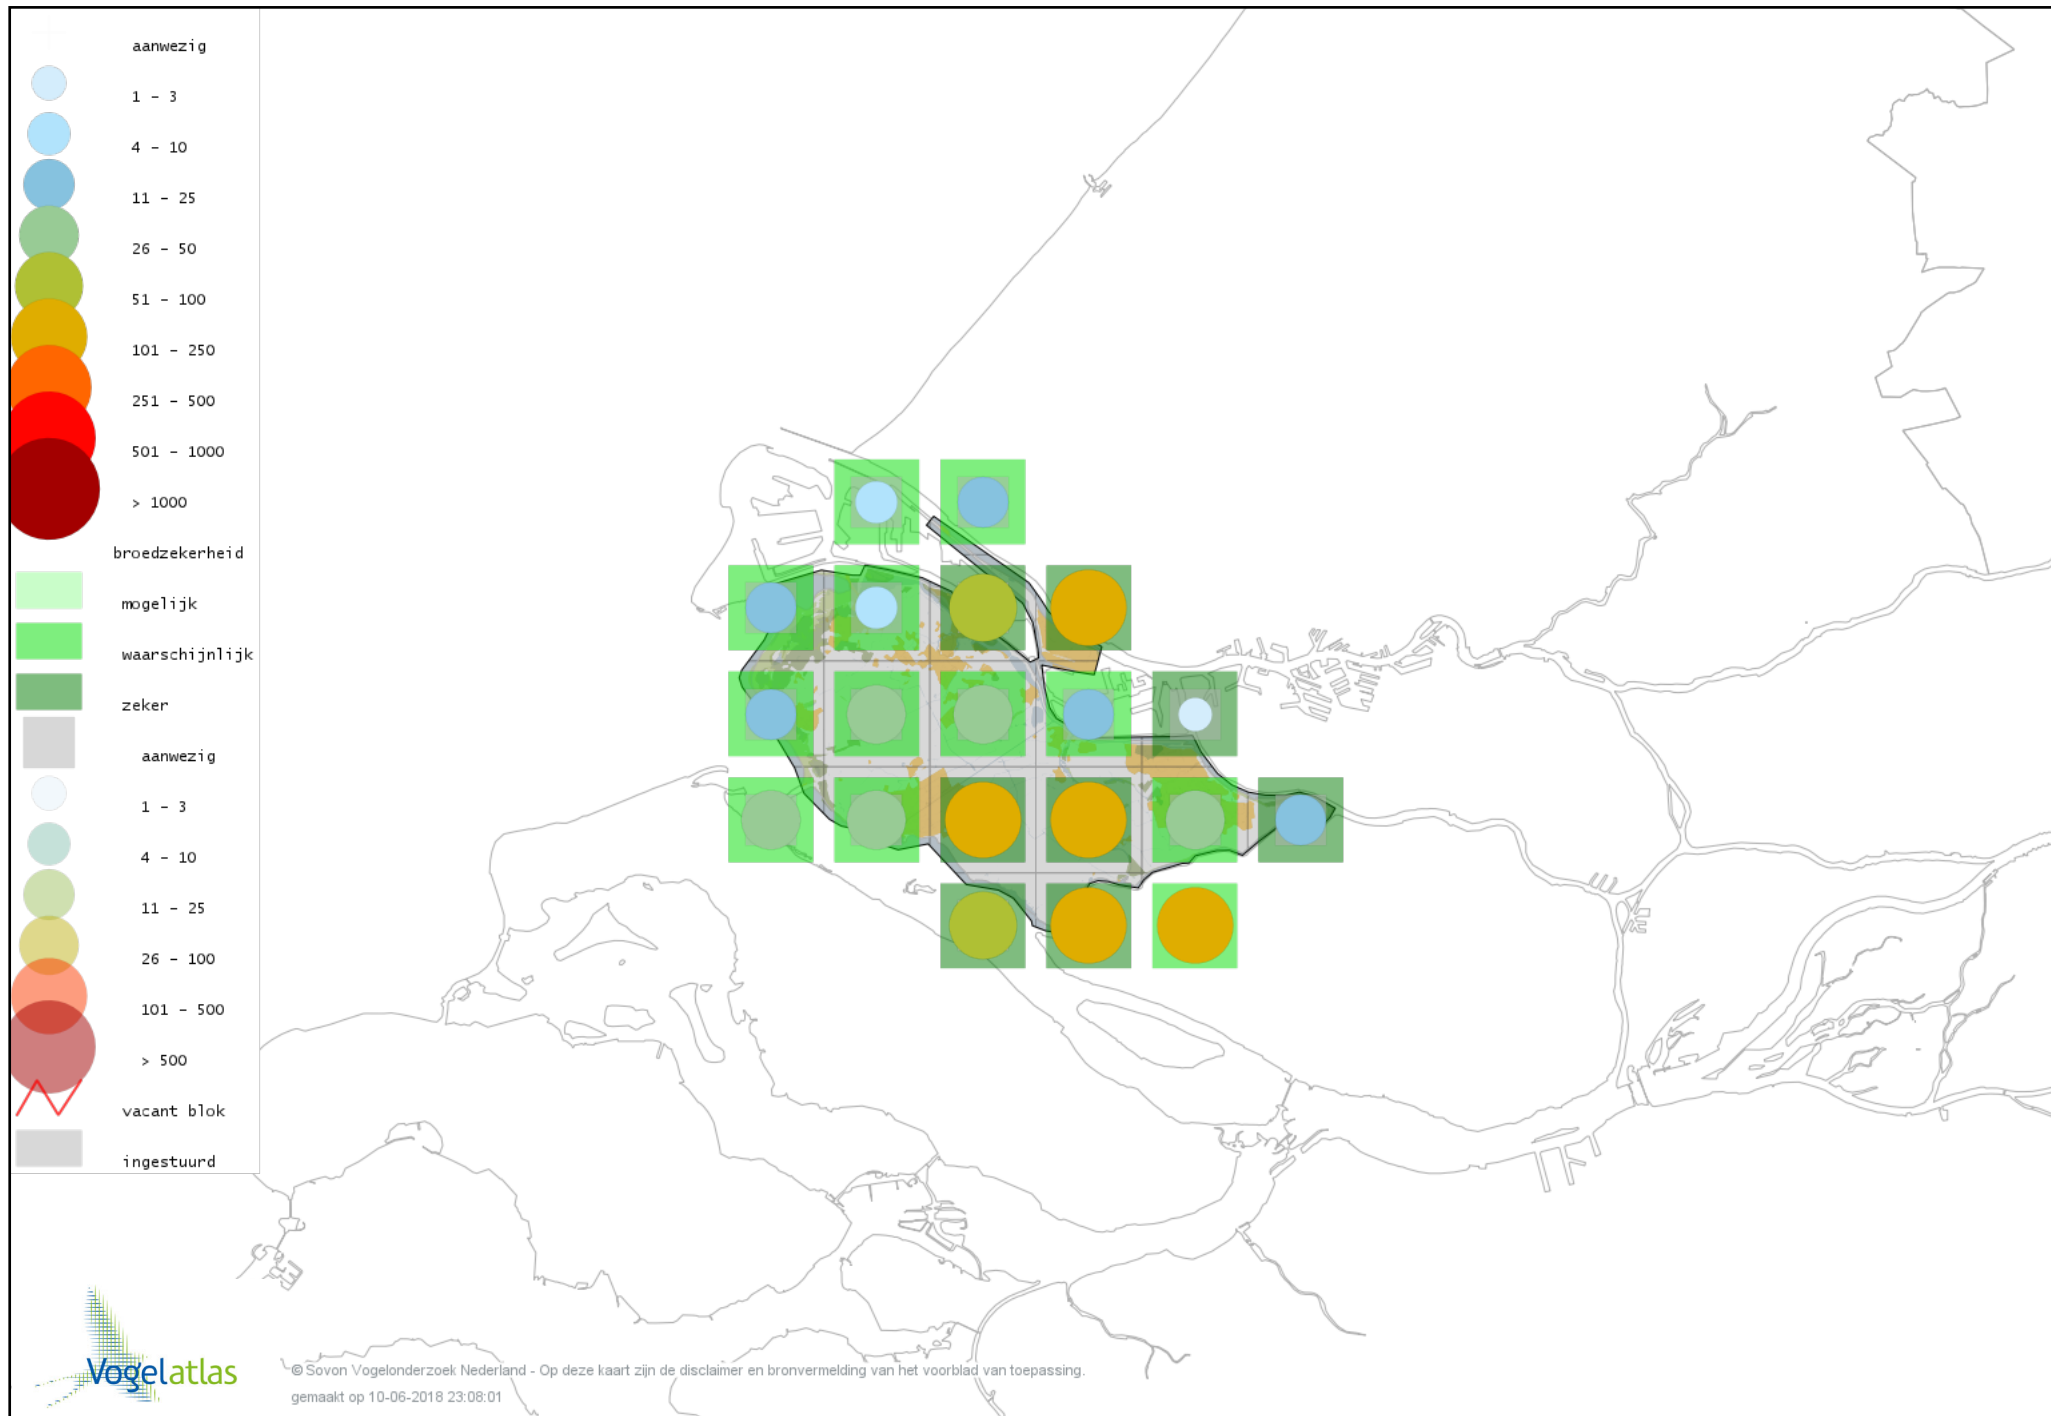 aanwezig
1 - 3
4 - 10
11 - 25
26 - 50
51 - 100
101 - 250
251 - 500
501 - 1000
> 1000
broedzekerheid
mogelijk
waarschijnlijk
zeker
aanwezig
1 - 3
4 - 10
11 - 25
26 - 100
101 - 500
> 500
vacant blok
ingestuurd
Vogelatlas
© Sovon Vogelonderzoek Nederland - Op deze kaart zijn de disclaimer en bronvermelding van het voorblad van toepassing.
gemaakt op 10-06-2018 23:08:01